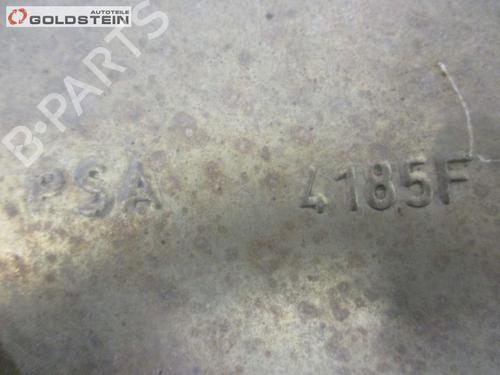 AUTOTEILE
GOLDSTEIN
B-PARTS
PSA 4185F